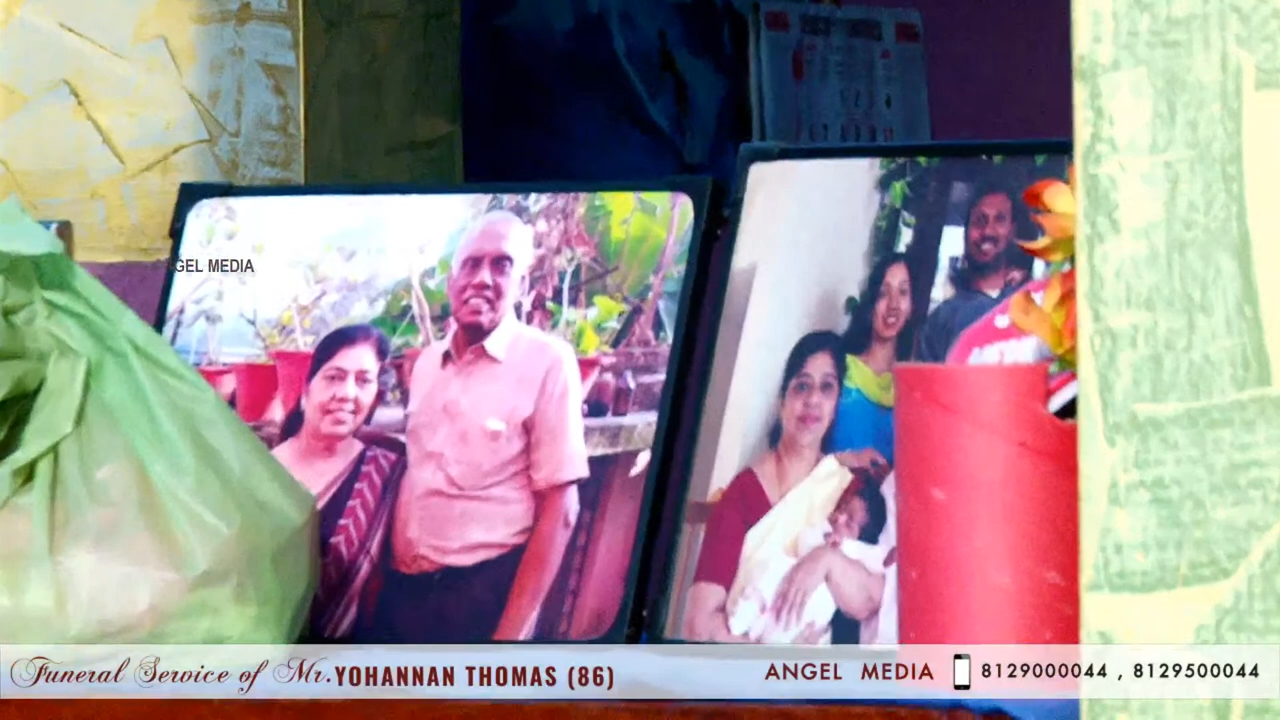 GEL MEDIA
Funeral Service of Mr. YOHANNAN THOMAS (86)
ANGEL MEDIA 8129000044 , 8129500044